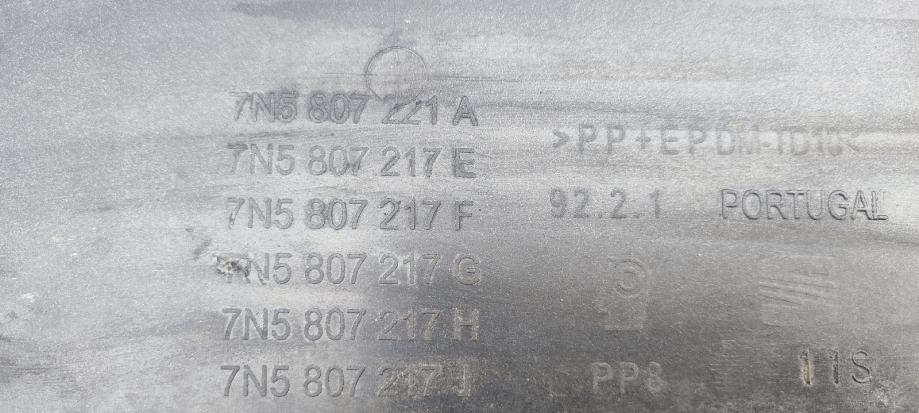 7N5 807 221 A
7N5 807 217 E
7N5 807 217 F
7N5 807 217 G
7N5 807 217 H
7N5 807 217 J
>PP+EPDM-TD10<
92.2.1 PORTUGAL
PP8 11S